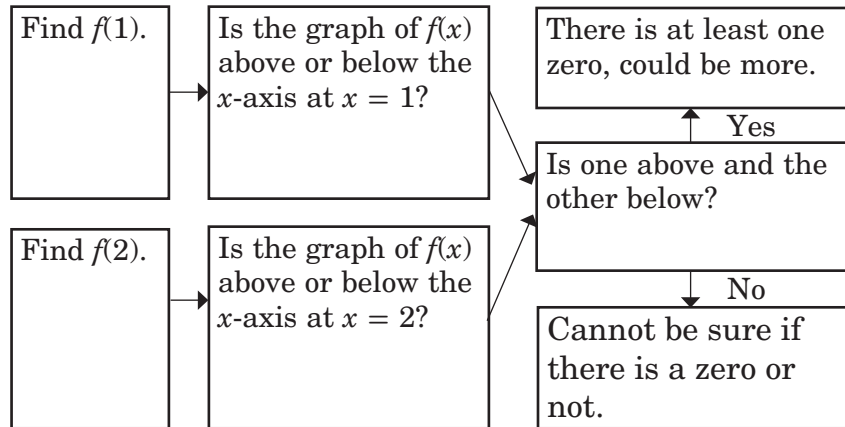 Find f(1).
Is the graph of f(x)
above or below the
x-axis at x = 1?
There is at least one
zero, could be more.
Yes
Is one above and the
other below?
Find f(2).
Is the graph of f(x)
above or below the
x-axis at x = 2?
No
Cannot be sure if
there is a zero or
not.